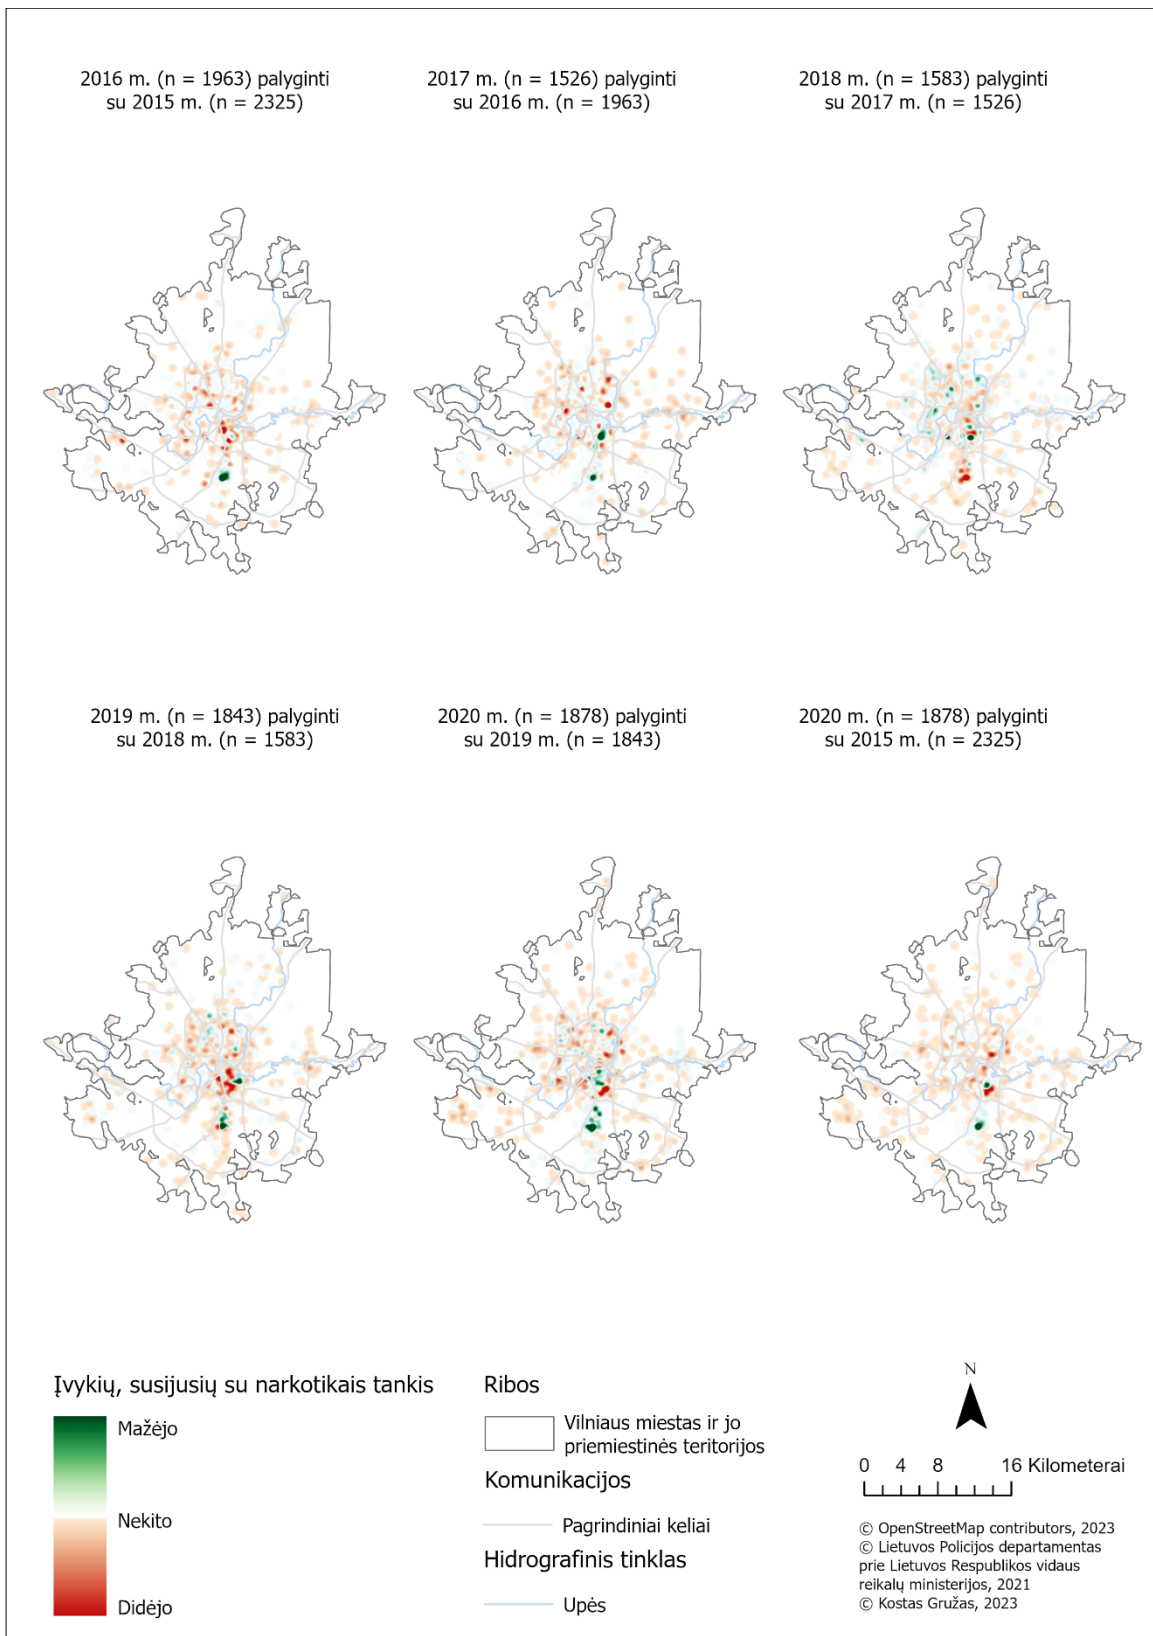 2016 m. (n = 1963) palyginti
su 2015 m. (n = 2325)
2017 m. (n = 1526) palyginti
su 2016 m. (n = 1963)
2018 m. (n = 1583) palyginti
su 2017 m. (n = 1526)
2019 m. (n = 1843) palyginti
su 2018 m. (n = 1583)
2020 m. (n = 1878) palyginti
su 2019 m. (n = 1843)
2020 m. (n = 1878) palyginti
su 2015 m. (n = 2325)
Įvykių, susijusių su narkotikais tankis
Mažėjo
Nekito
Didėjo
Ribos
Vilniaus miestas ir jo
priemiestinės teritorijos
Komunikacijos
Pagrindiniai keliai
Hidrografinis tinklas
Upės
N
0 4 8 16 Kilometerai
© OpenStreetMap contributors, 2023
© Lietuvos Policijos departamentas
prie Lietuvos Respublikos vidaus
reikalų ministerijos, 2021
© Kostas Gružas, 2023